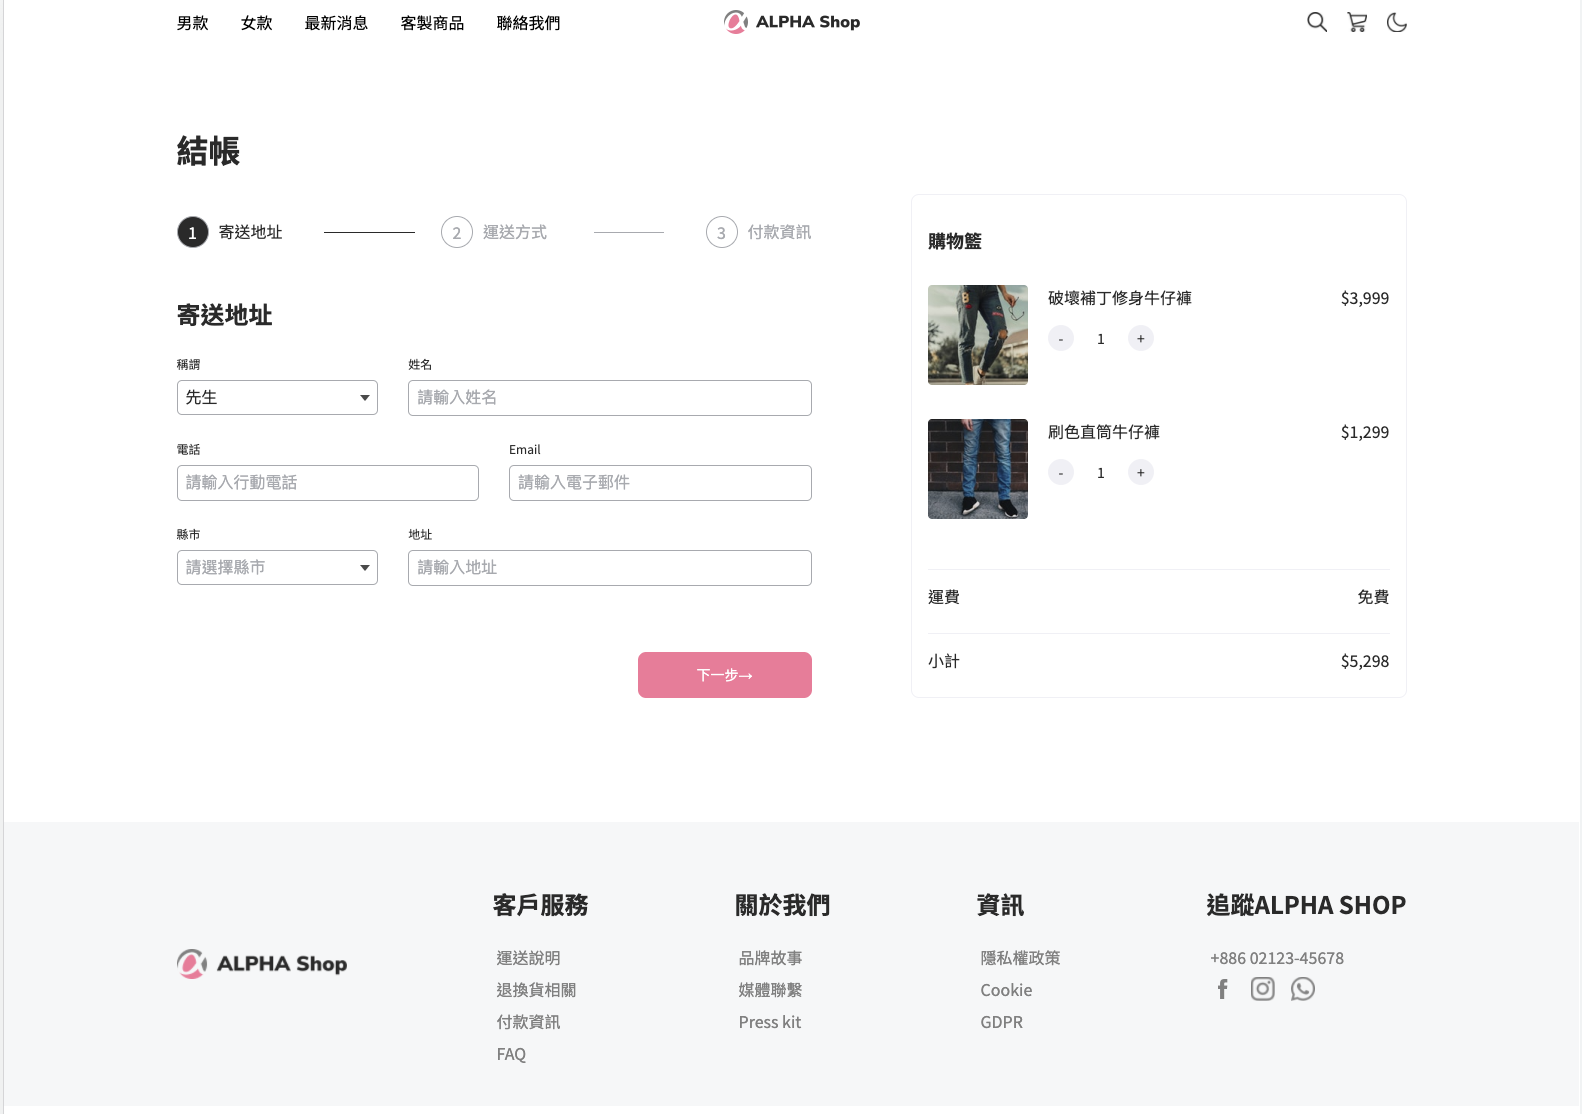 男款 女款 最新消息 客製商品 聯絡我們 ALPHA Shop
結帳
1 寄送地址 2 運送方式 3 付款資訊
寄送地址
稱謂 姓名
先生 請輸入姓名
電話 Email
請輸入行動電話 請輸入電子郵件
縣市 地址
請選擇縣市 請輸入地址
下一步→
購物籃
破壞補丁修身牛仔褲 $3,999
- 1 +
刷色直筒牛仔褲 $1,299
- 1 +
運費 免費
小計 $5,298
ALPHA Shop
客戶服務
運送說明
退換貨相關
付款資訊
FAQ
關於我們
品牌故事
媒體聯繫
Press kit
資訊
隱私權政策
Cookie
GDPR
追蹤ALPHA SHOP
+886 02123-45678